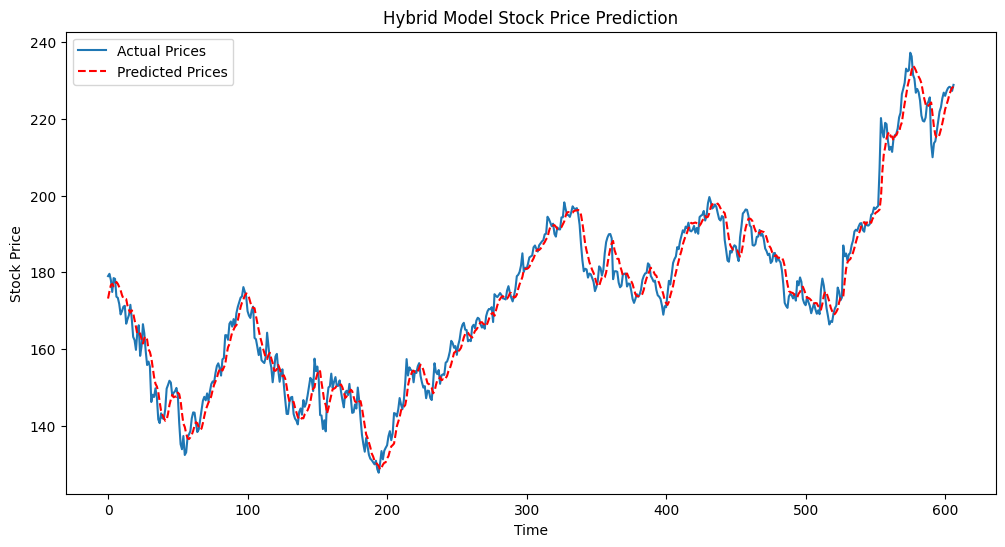 Hybrid Model Stock Price Prediction
Actual Prices
Predicted Prices
Stock Price
240
220
200
180
160
140
0 100 200 300 400 500 600
Time